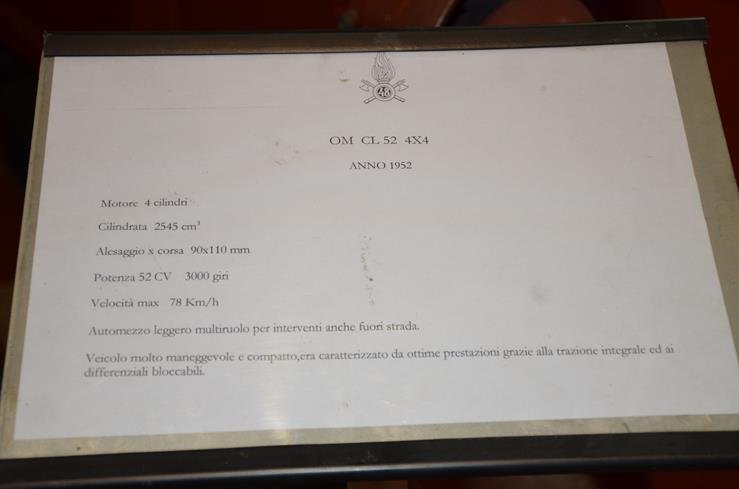 48
OM CL 52 4X4
ANNO 1952
Motore 4 cilindri
Cilindrata 2545 cm³
Alesaggio x corsa 90x110 mm
Potenza 52 CV 3000 giri
Velocità max 78 Km/h
Automezzo leggero multiruolo per interventi anche fuori strada.
Veicolo molto maneggevole e compatto,era caratterizzato da ottime prestazioni grazie alla trazione integrale ed ai
differenziali bloccabili.